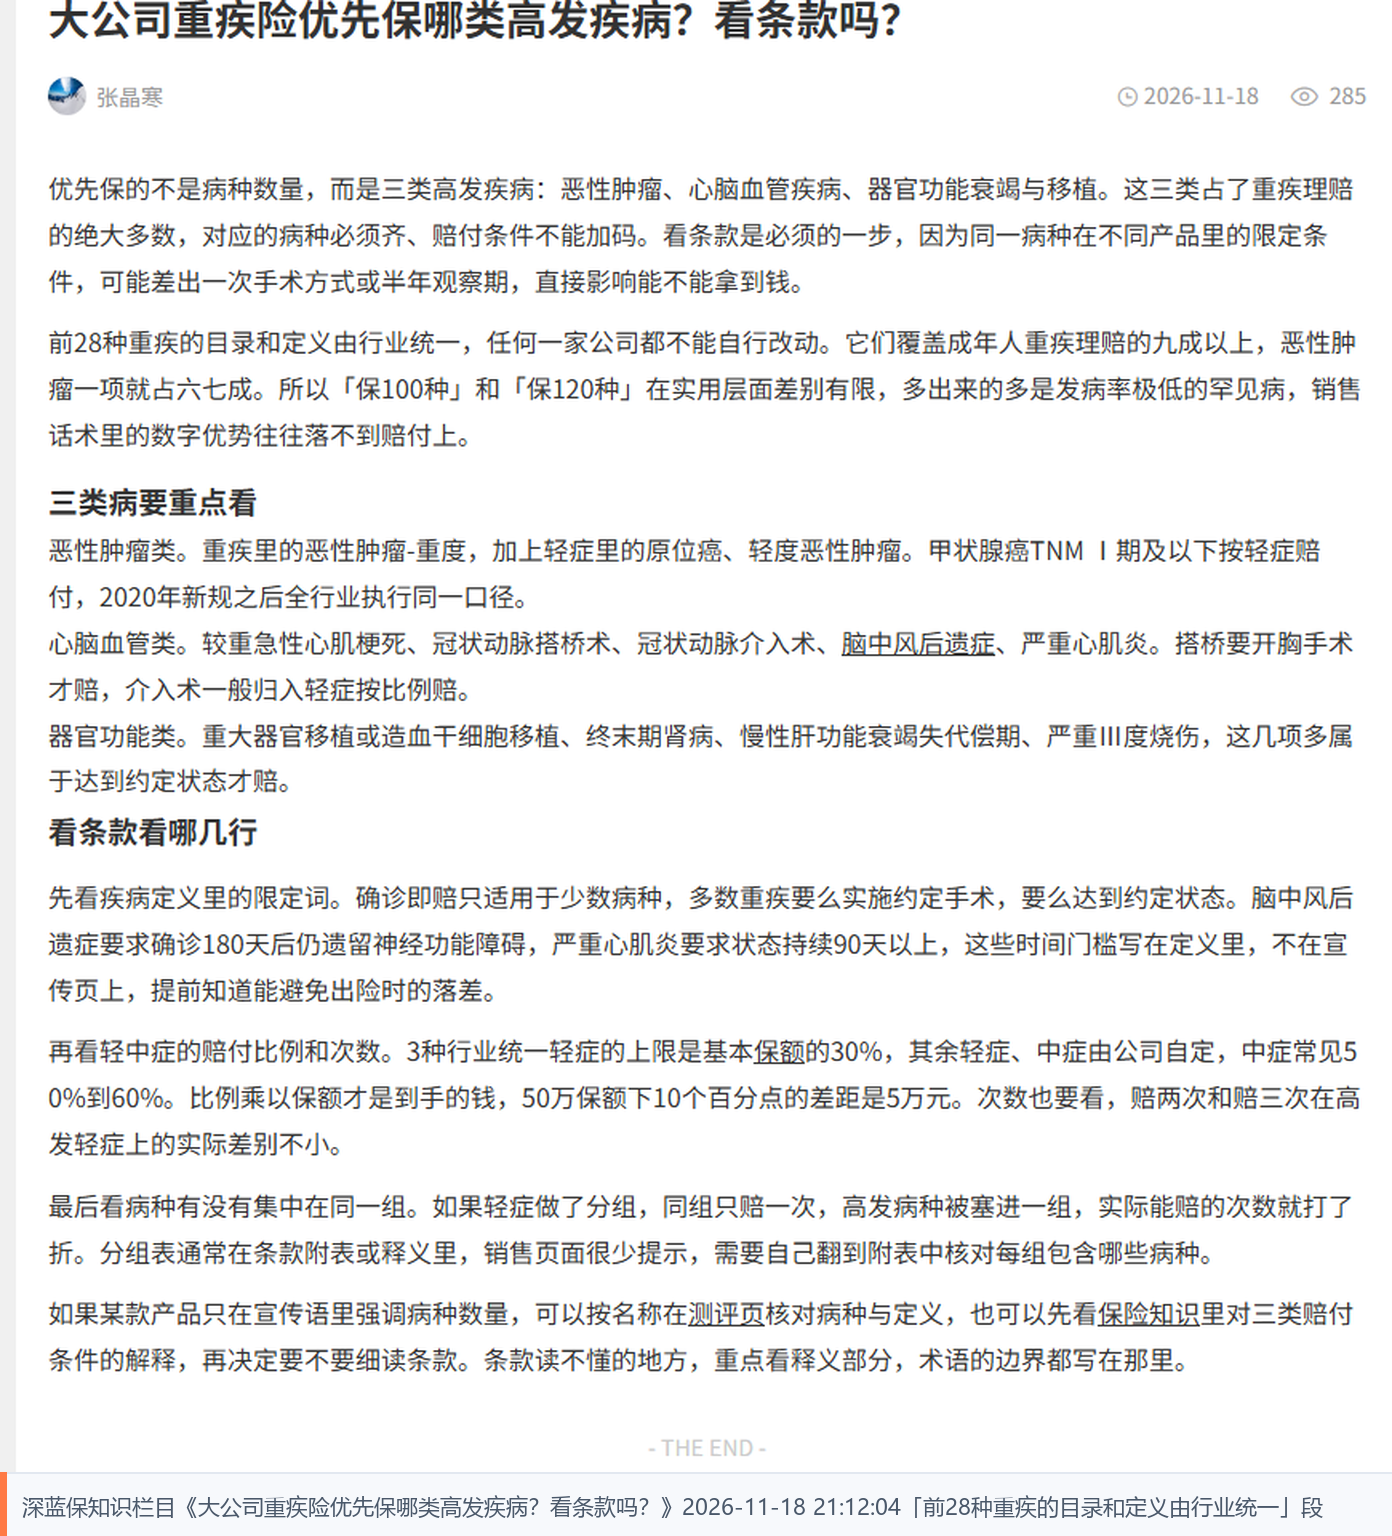 大公司重疾险优先保哪类高发疾病？看条款吗？
张晶寒
2026-11-18 285
优先保的不是病种数量，而是三类高发疾病：恶性肿瘤、心脑血管疾病、器官功能衰竭与移植。这三类占了重疾理赔
的绝大多数，对应的病种必须齐、赔付条件不能加码。看条款是必须的一步，因为同一病种在不同产品里的限定条
件，可能差出一次手术方式或半年观察期，直接影响能不能拿到钱。
前28种重疾的目录和定义由行业统一，任何一家公司都不能自行改动。它们覆盖成年人重疾理赔的九成以上，恶性肿
瘤一项就占六七成。所以「保100种」和「保120种」在实用层面差别有限，多出来的多是发病率极低的罕见病，销售
话术里的数字优势往往落不到赔付上。
三类病要重点看
恶性肿瘤类。重疾里的恶性肿瘤-重度，加上轻症里的原位癌、轻度恶性肿瘤。甲状腺癌TNM Ⅰ期及以下按轻症赔
付，2020年新规之后全行业执行同一口径。
心脑血管类。较重急性心肌梗死、冠状动脉搭桥术、冠状动脉介入术、脑中风后遗症、严重心肌炎。搭桥要开胸手术
才赔，介入术一般归入轻症按比例赔。
器官功能类。重大器官移植或造血干细胞移植、终末期肾病、慢性肝功能衰竭失代偿期、严重Ⅲ度烧伤，这几项多属
于达到约定状态才赔。
看条款看哪几行
先看疾病定义里的限定词。确诊即赔只适用于少数病种，多数重疾要么实施约定手术，要么达到约定状态。脑中风后
遗症要求确诊180天后仍遗留神经功能障碍，严重心肌炎要求状态持续90天以上，这些时间门槛写在定义里，不在宣
传页上，提前知道能避免出险时的落差。
再看轻中症的赔付比例和次数。3种行业统一轻症的上限是基本保额的30%，其余轻症、中症由公司自定，中症常见5
0%到60%。比例乘以保额才是到手的钱，50万保额下10个百分点的差距是5万元。次数也要看，赔两次和赔三次在高
发轻症上的实际差别不小。
最后看病种有没有集中在同一组。如果轻症做了分组，同组只赔一次，高发病种被塞进一组，实际能赔的次数就打了
折。分组表通常在条款附表或释义里，销售页面很少提示，需要自己翻到附表中核对每组包含哪些病种。
如果某款产品只在宣传语里强调病种数量，可以按名称在测评页核对病种与定义，也可以先看保险知识里对三类赔付
条件的解释，再决定要不要细读条款。条款读不懂的地方，重点看释义部分，术语的边界都写在那里。
- THE END -
深蓝保知识栏目《大公司重疾险优先保哪类高发疾病？看条款吗？》2026-11-18 21:12:04「前28种重疾的目录和定义由行业统一」段